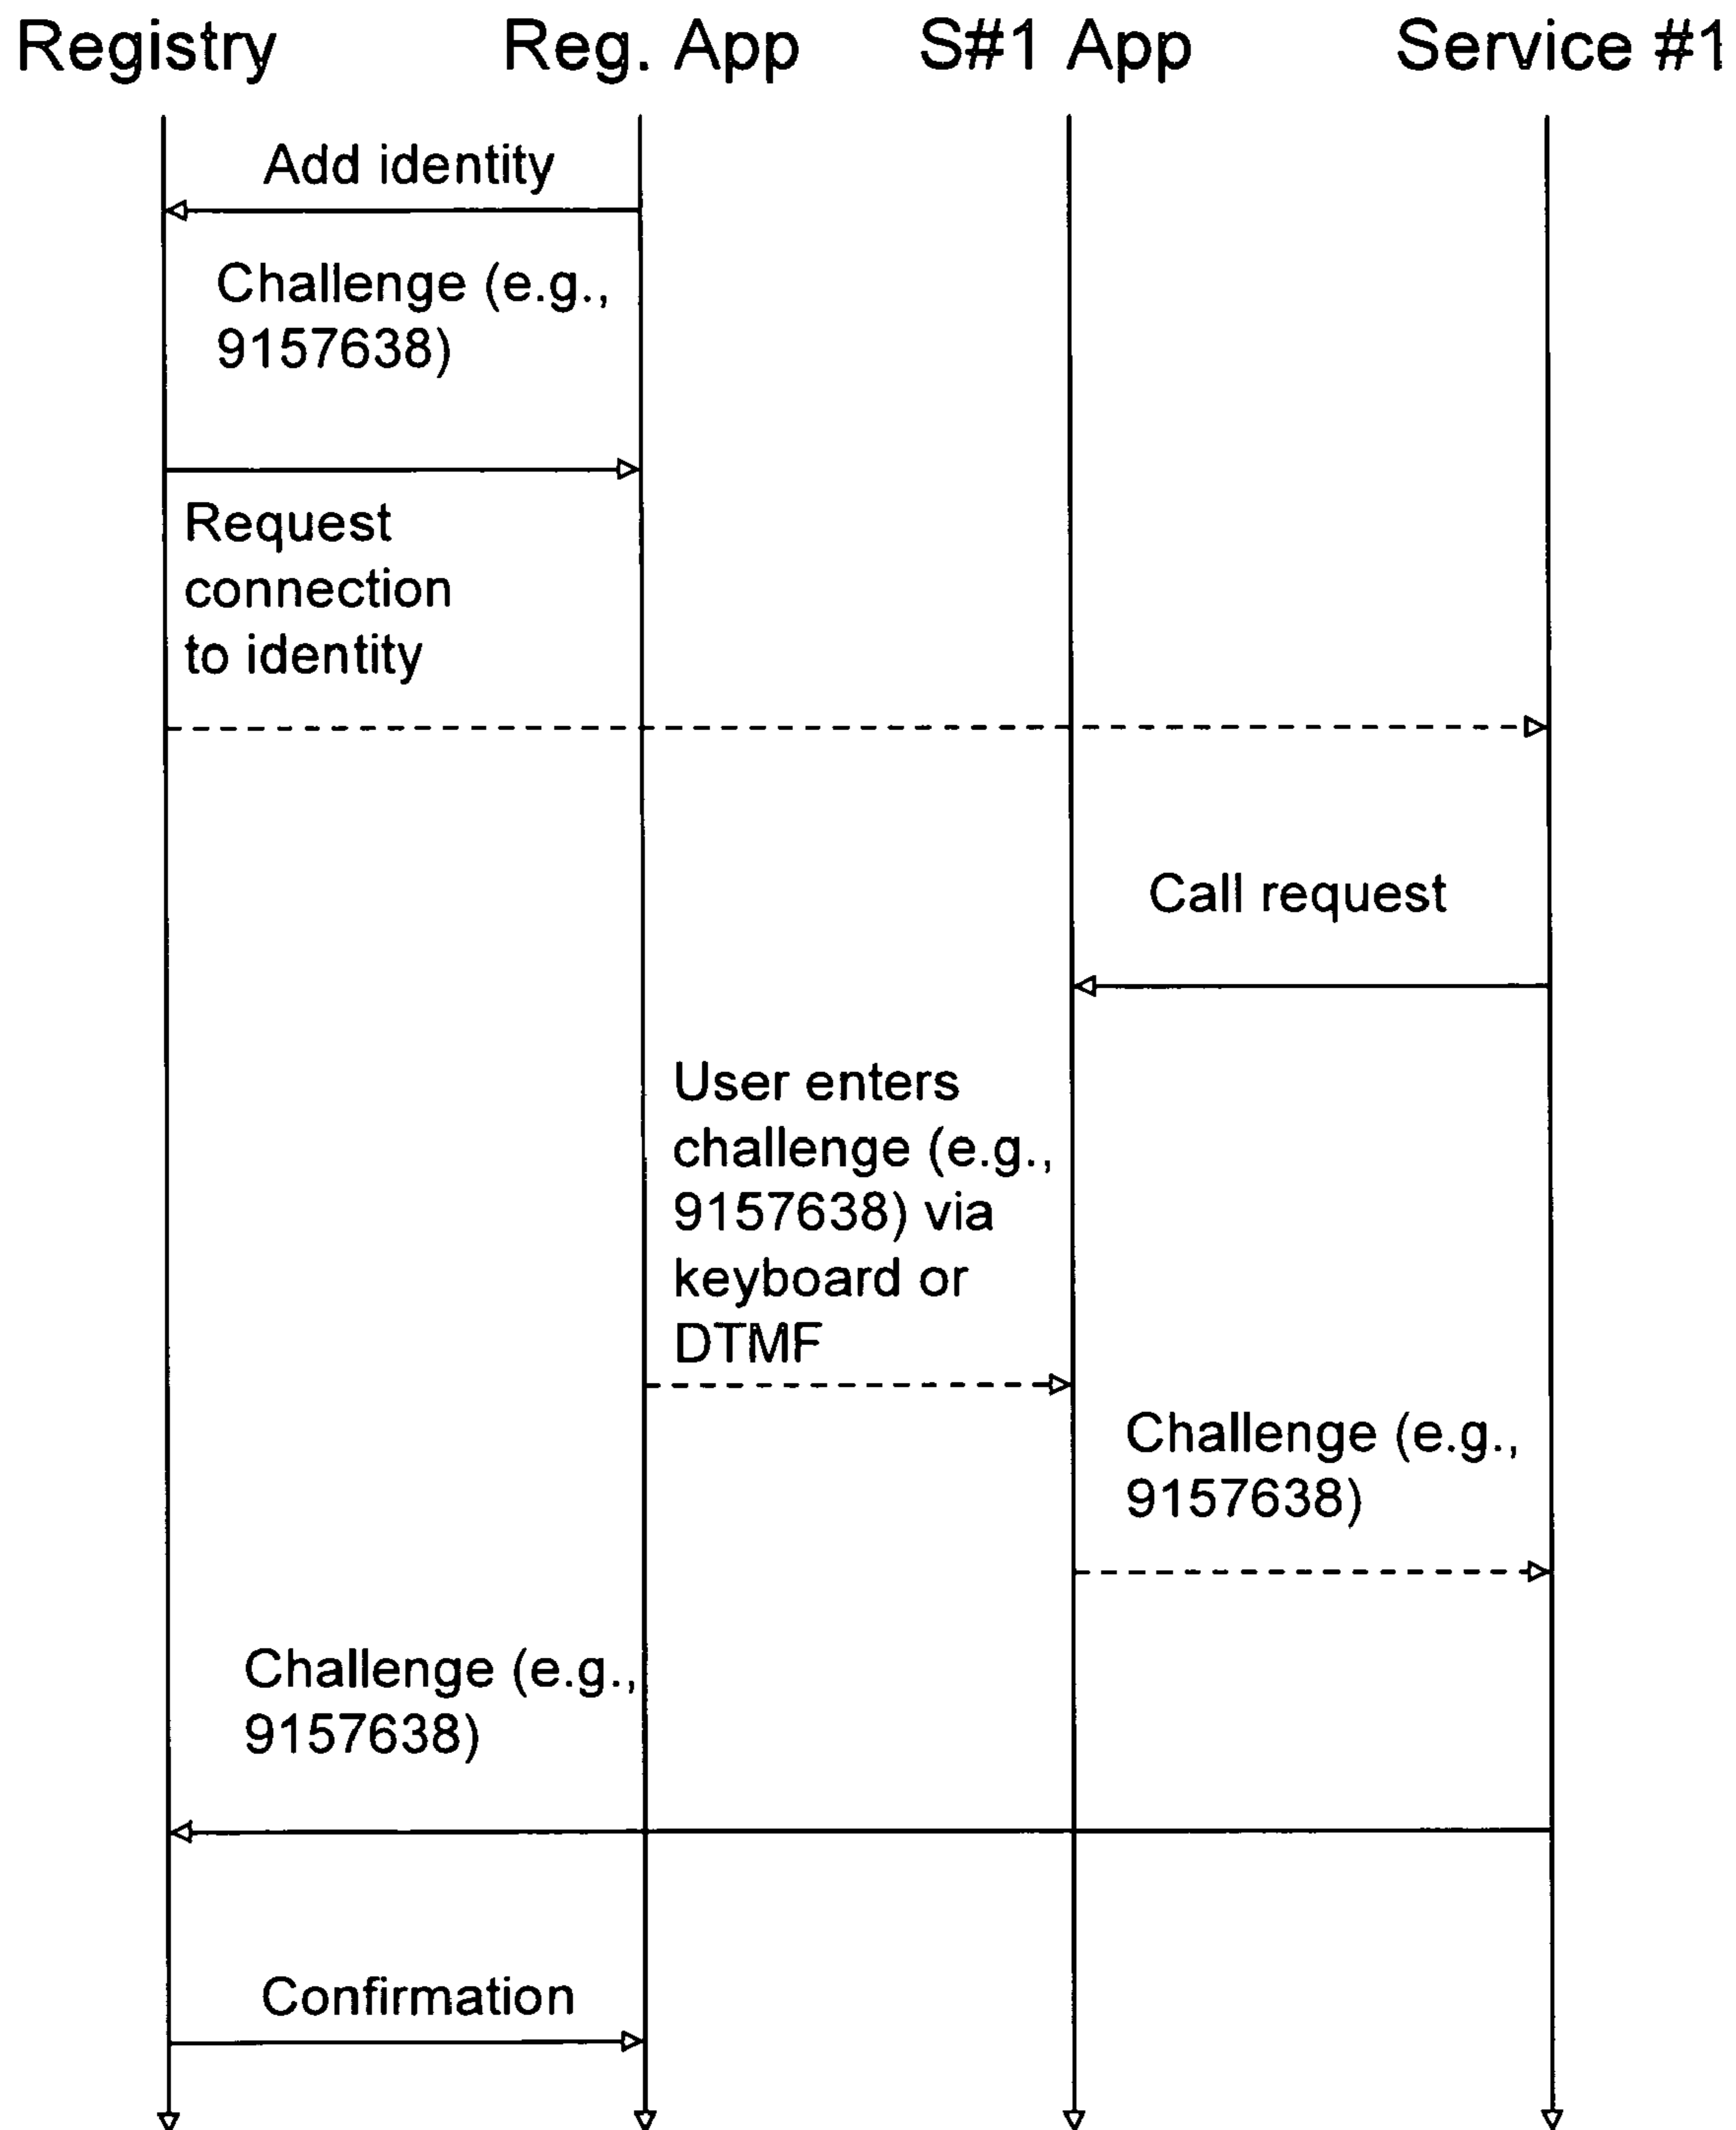 Registry Reg. App S#1 App Service #1
Add identity
Challenge (e.g.,
9157638)
Request
connection
to identity
Call request
User enters
challenge (e.g.,
9157638) via
keyboard or
DTMF
Challenge (e.g.,
9157638)
Challenge (e.g.,
9157638)
Confirmation